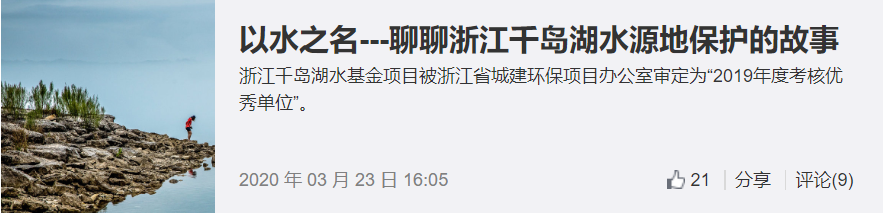 以水之名---聊聊浙江千岛湖水源地保护的故事
浙江千岛湖水基金项目被浙江省城建环保项目办公室审定为“2019年度考核优
秀单位”。
2020 年 03 月 23 日 16:05 21 分享 评论(9)